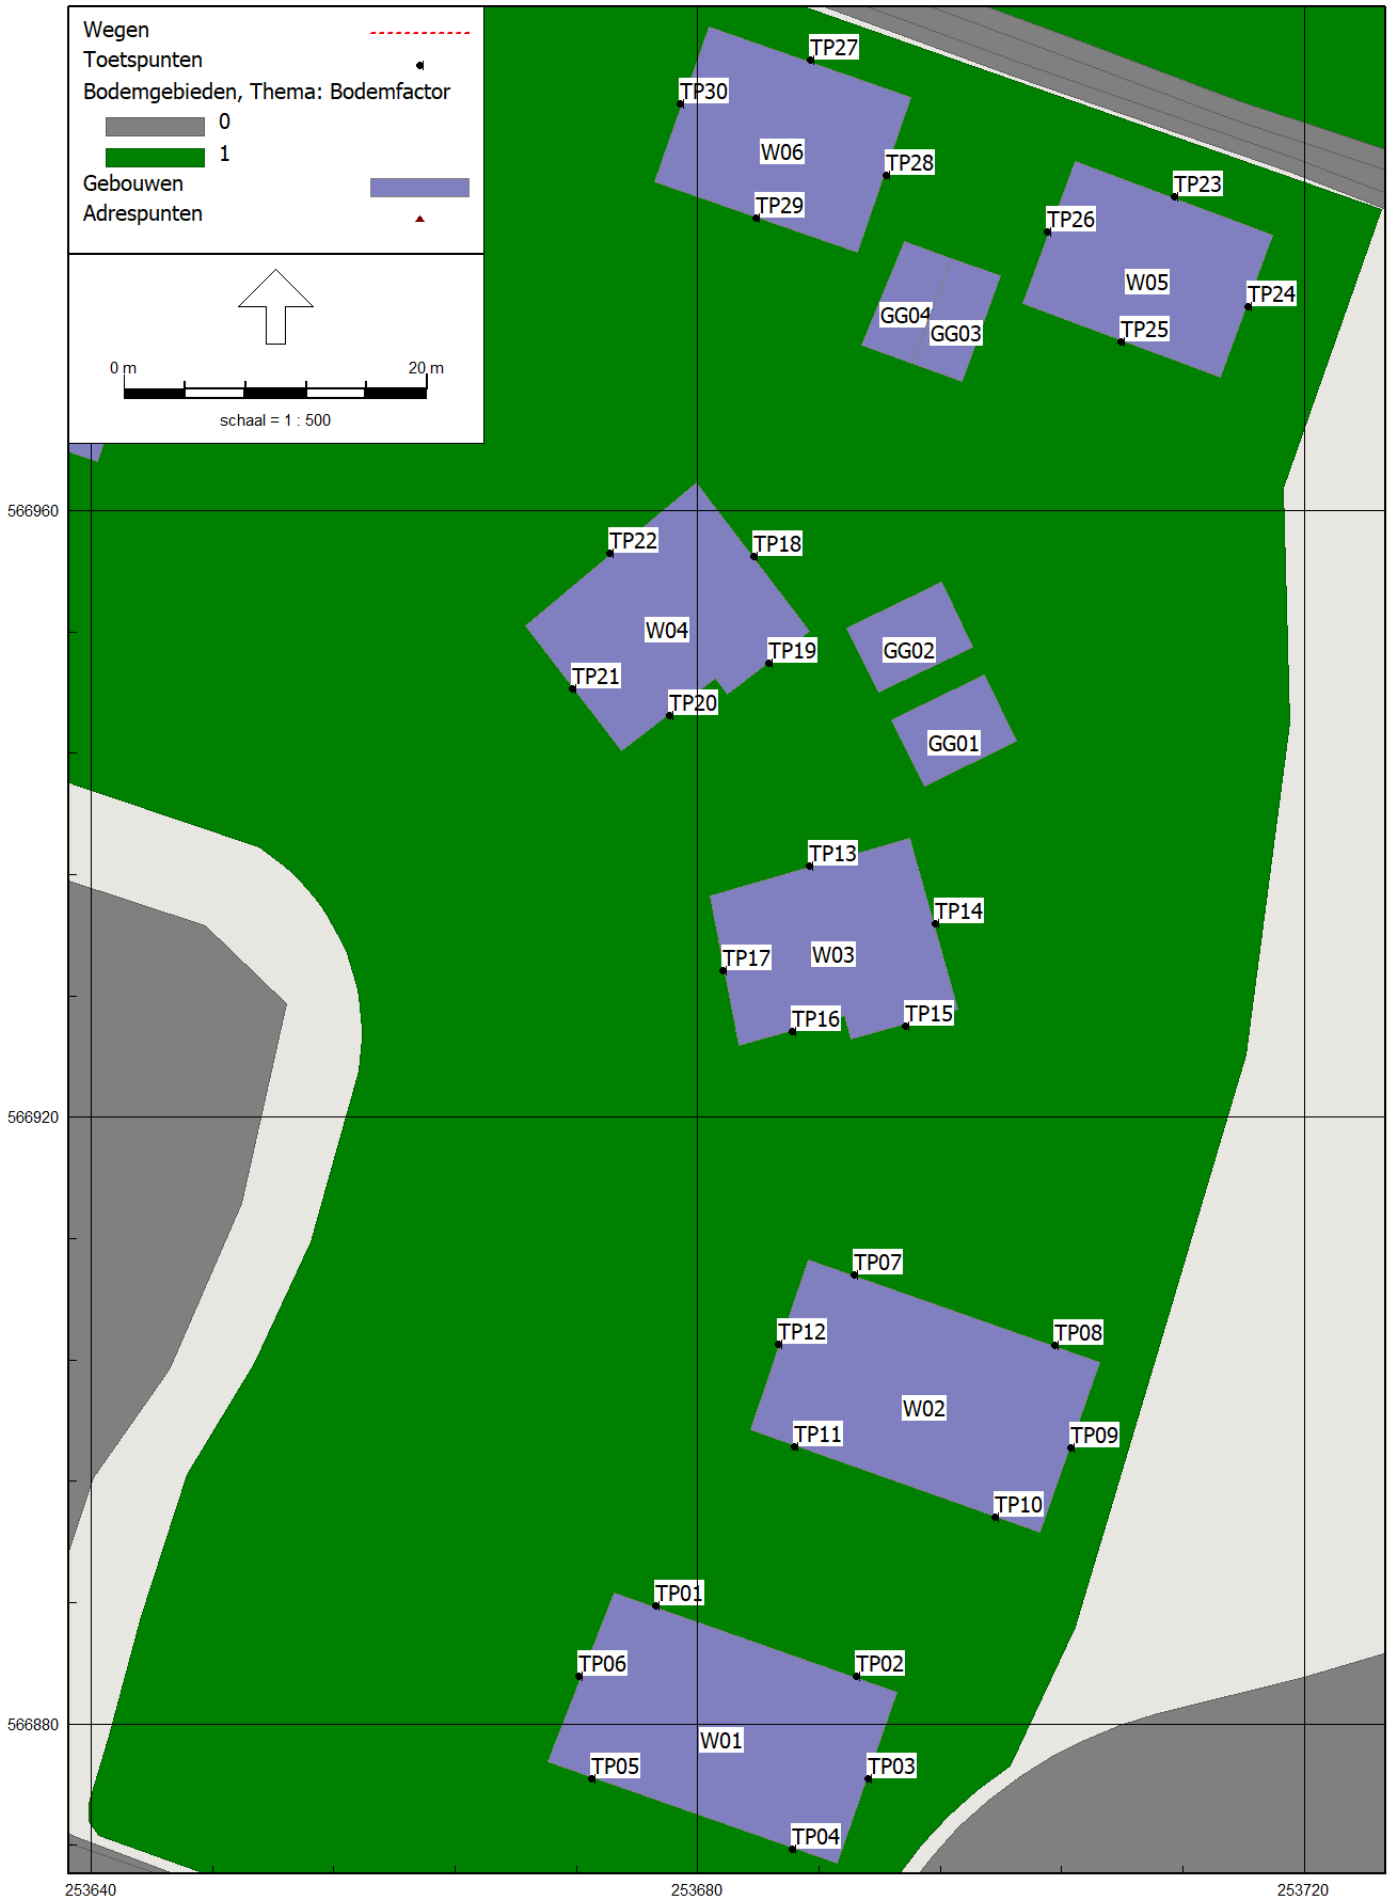 Wegen
Toetspunten
Bodemgebieden, Thema: Bodemfactor
0
1
Gebouwen
Adrespunten
0 m 20 m
schaal = 1 : 500
TP27
TP30
W06
TP28
TP29
TP23
TP26
W05
TP24
TP25
GG04
GG03
566960
TP22
TP18
W04
TP19
TP21
TP20
GG02
GG01
TP13
TP14
W03
TP17
TP16
TP15
566920
TP07
TP12
TP08
W02
TP11
TP09
TP10
TP01
TP06
TP02
566880
W01
TP05
TP03
TP04
253640 253680 253720